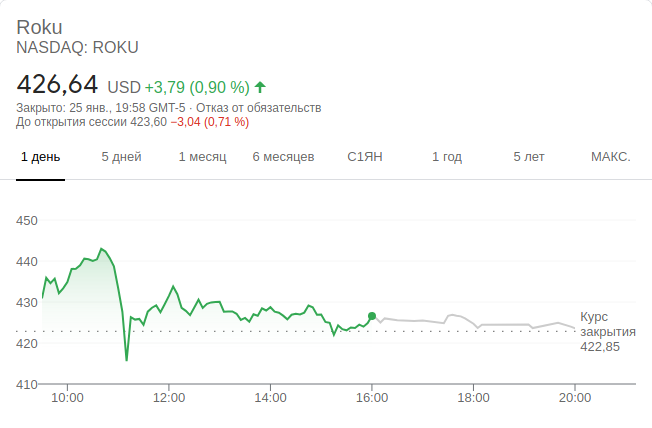 Roku
NASDAQ: ROKU
426,64 USD +3,79 (0,90 %)
Закрыто: 25 янв., 19:58 GMT-5 · Отказ от обязательств
До открытия сессии 423,60 −3,04 (0,71 %)
1 день 5 дней 1 месяц 6 месяцев С1ЯН 1 год 5 лет МАКС.
450
440
430
420
410
Курс
закрытия
422,85
10:00 12:00 14:00 16:00 18:00 20:00